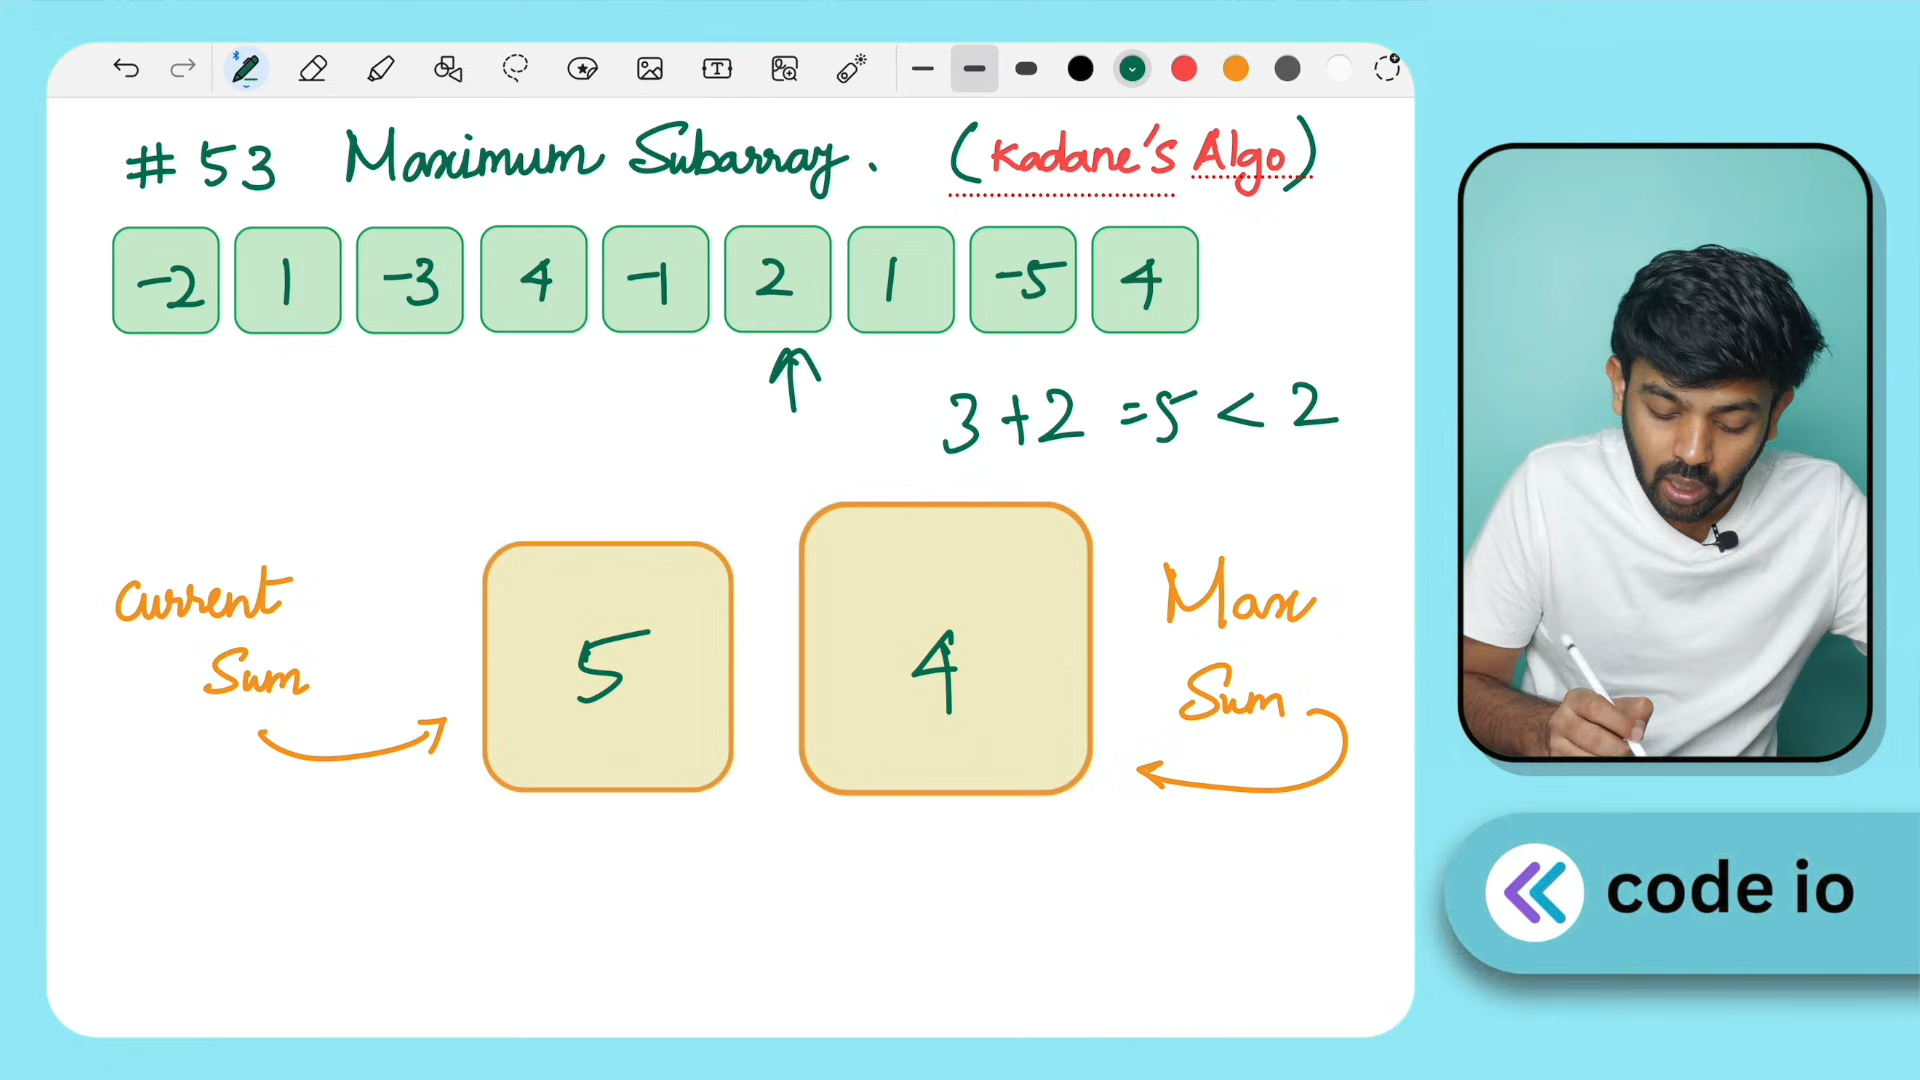 # 53 Maximum Subarray. (Kadane's Algo)
-2 1 -3 4 -1 2 1 -5 4
3+2 =5 < 2
Current
Sum
5
4
Max
Sum
code io